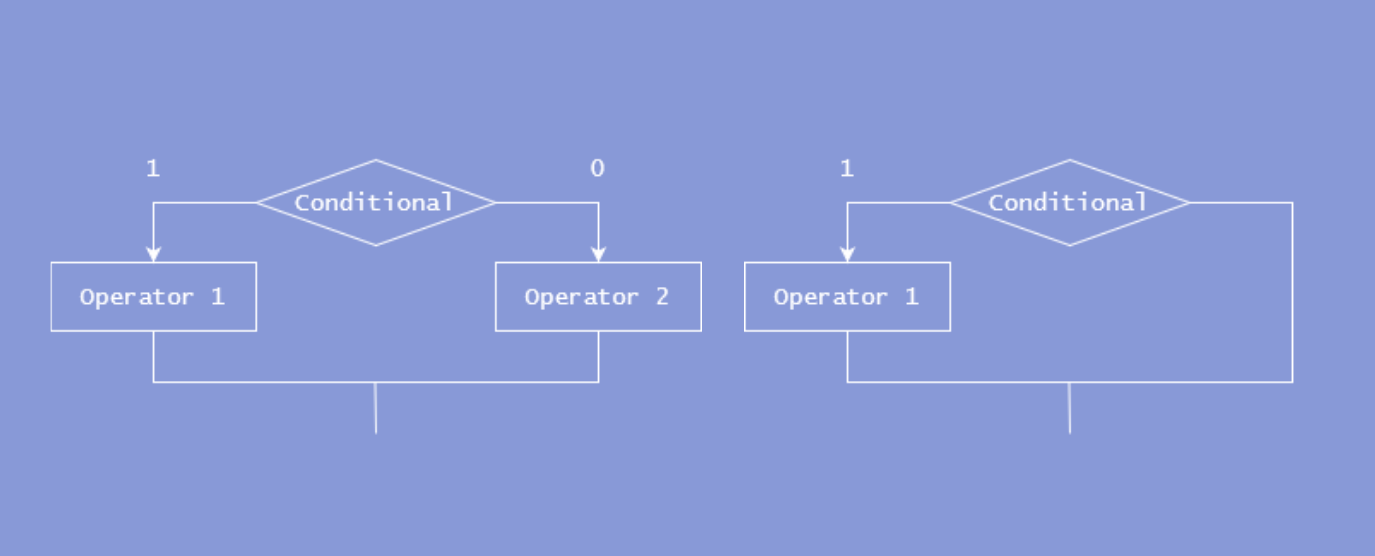 1
0
Conditional
Operator 1
Operator 2
1
Conditional
Operator 1